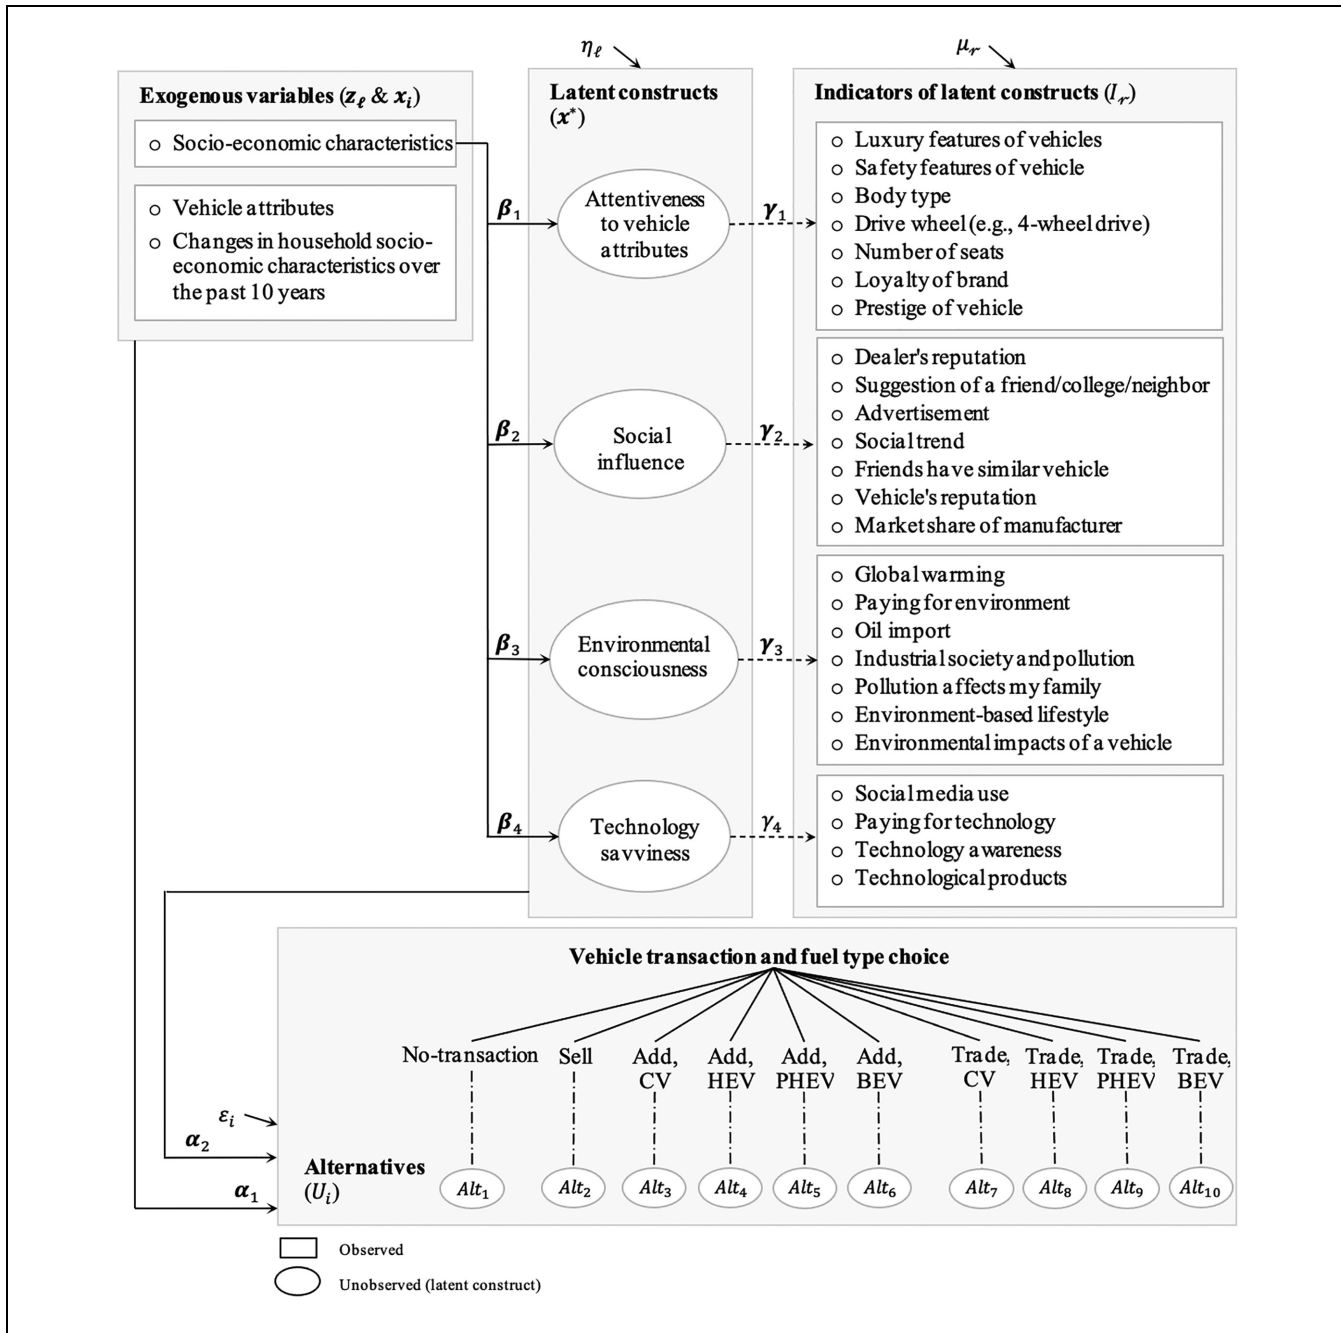 η_ℓ
μ_r
Exogenous variables (z_ℓ & x_i)
○ Socio-economic characteristics
○ Vehicle attributes
○ Changes in household socio-
economic characteristics over
the past 10 years
Latent constructs
(x*)
β₁
Attentiveness
to vehicle
attributes
γ₁
β₂
Social
influence
γ₂
β₃
Environmental
consciousness
γ₃
β₄
Technology
savviness
γ₄
Indicators of latent constructs (I_r)
○ Luxury features of vehicles
○ Safety features of vehicle
○ Body type
○ Drive wheel (e.g., 4-wheel drive)
○ Number of seats
○ Loyalty of brand
○ Prestige of vehicle
○ Dealer's reputation
○ Suggestion of a friend/college/neighbor
○ Advertisement
○ Social trend
○ Friends have similar vehicle
○ Vehicle's reputation
○ Market share of manufacturer
○ Global warming
○ Paying for environment
○ Oil import
○ Industrial society and pollution
○ Pollution affects my family
○ Environment-based lifestyle
○ Environmental impacts of a vehicle
○ Social media use
○ Paying for technology
○ Technology awareness
○ Technological products
Vehicle transaction and fuel type choice
No-transaction
Sell
Add,
CV
Add,
HEV
Add,
PHEV
Add,
BEV
Trade,
CV
Trade,
HEV
Trade,
PHEV
Trade,
BEV
ε_i
α₂
α₁
Alternatives
(U_i)
Alt₁
Alt₂
Alt₃
Alt₄
Alt₅
Alt₆
Alt₇
Alt₈
Alt₉
Alt₁₀
Observed
Unobserved (latent construct)